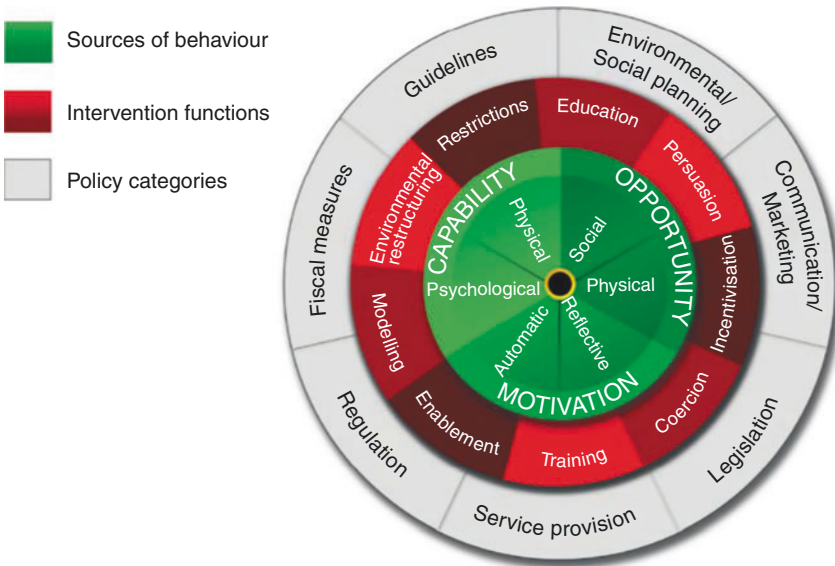 Sources of behaviour
Intervention functions
Policy categories
Guidelines
Environmental/
Social planning
Communication/
Marketing
Legislation
Service provision
Regulation
Fiscal measures
Restrictions
Education
Persuasion
Incentivisation
Coercion
Training
Enablement
Modelling
Environmental
restructuring
CAPABILITY
Physical
Psychological
OPPORTUNITY
Social
Physical
MOTIVATION
Automatic
Reflective